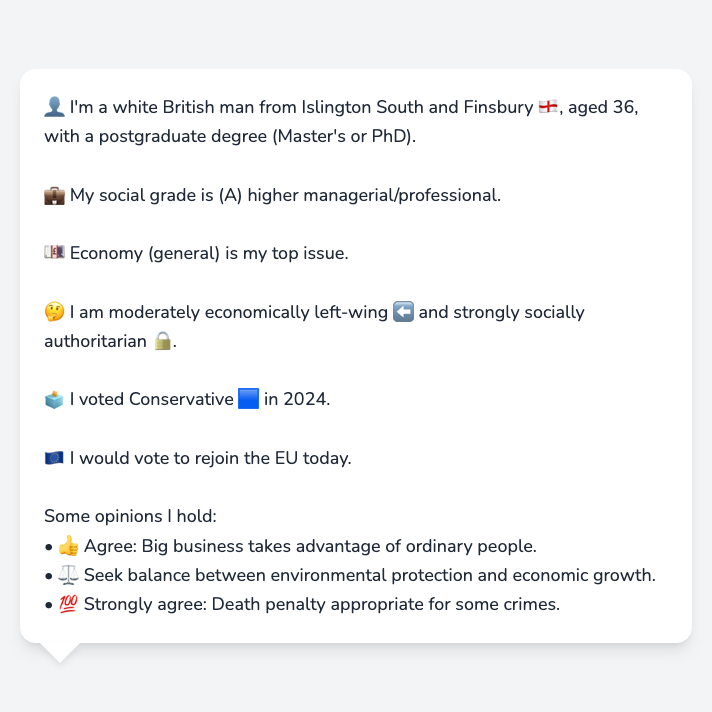 👤 I'm a white British man from Islington South and Finsbury 🏴󠁧󠁢󠁥󠁮󠁧󠁿, aged 36,
with a postgraduate degree (Master's or PhD).
💼 My social grade is (A) higher managerial/professional.
💷 Economy (general) is my top issue.
🤔 I am moderately economically left-wing ⬅️ and strongly socially
authoritarian 🔒.
🗳️ I voted Conservative 🟦 in 2024.
🇪🇺 I would vote to rejoin the EU today.
Some opinions I hold:
• 👍 Agree: Big business takes advantage of ordinary people.
• ⚖️ Seek balance between environmental protection and economic growth.
• 💯 Strongly agree: Death penalty appropriate for some crimes.